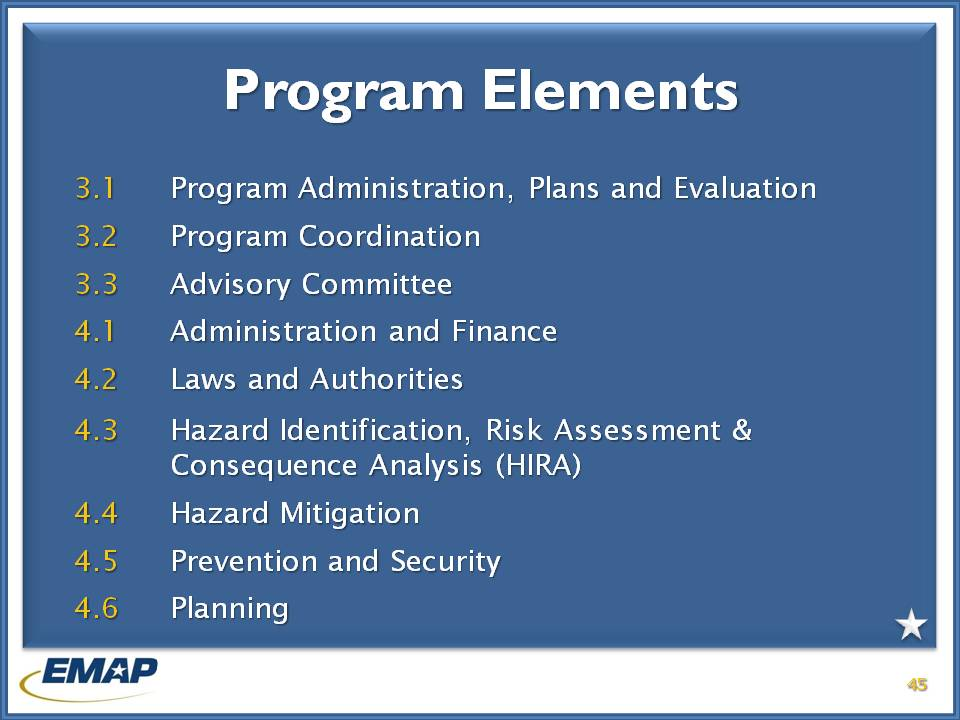 Program Elements
3.1 Program Administration, Plans and Evaluation
3.2 Program Coordination
3.3 Advisory Committee
4.1 Administration and Finance
4.2 Laws and Authorities
4.3 Hazard Identification, Risk Assessment &
Consequence Analysis (HIRA)
4.4 Hazard Mitigation
4.5 Prevention and Security
4.6 Planning
EMAP
45